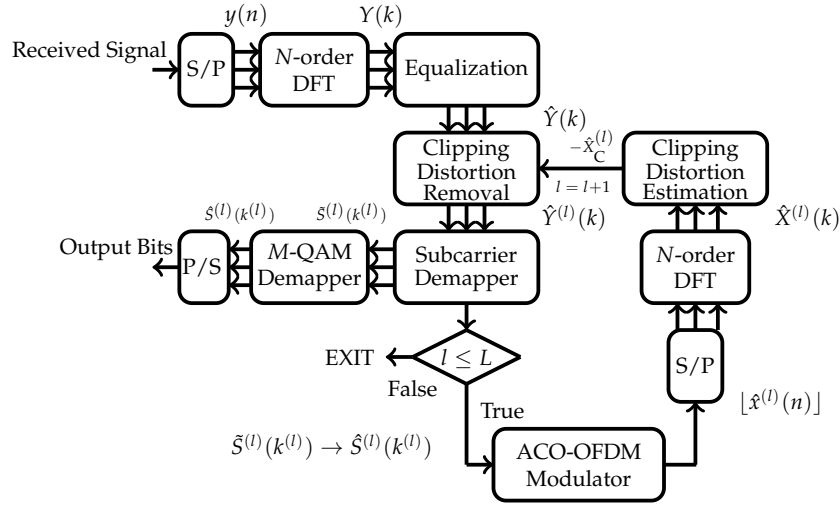 y(n)
Y(k)
Received Signal
S/P
N-order
DFT
Equalization
Ŷ(k)
Clipping
Distortion
Removal
−X̂_C^(l)
l = l+1
Clipping
Distortion
Estimation
Ŷ^(l)(k)
X̂^(l)(k)
Ŝ^(l)(k^(l))
S̃^(l)(k^(l))
Output Bits
P/S
M-QAM
Demapper
Subcarrier
Demapper
N-order
DFT
EXIT
l ≤ L
False
S/P
True
⌊x̂^(l)(n)⌋
S̃^(l)(k^(l)) → Ŝ^(l)(k^(l))
ACO-OFDM
Modulator